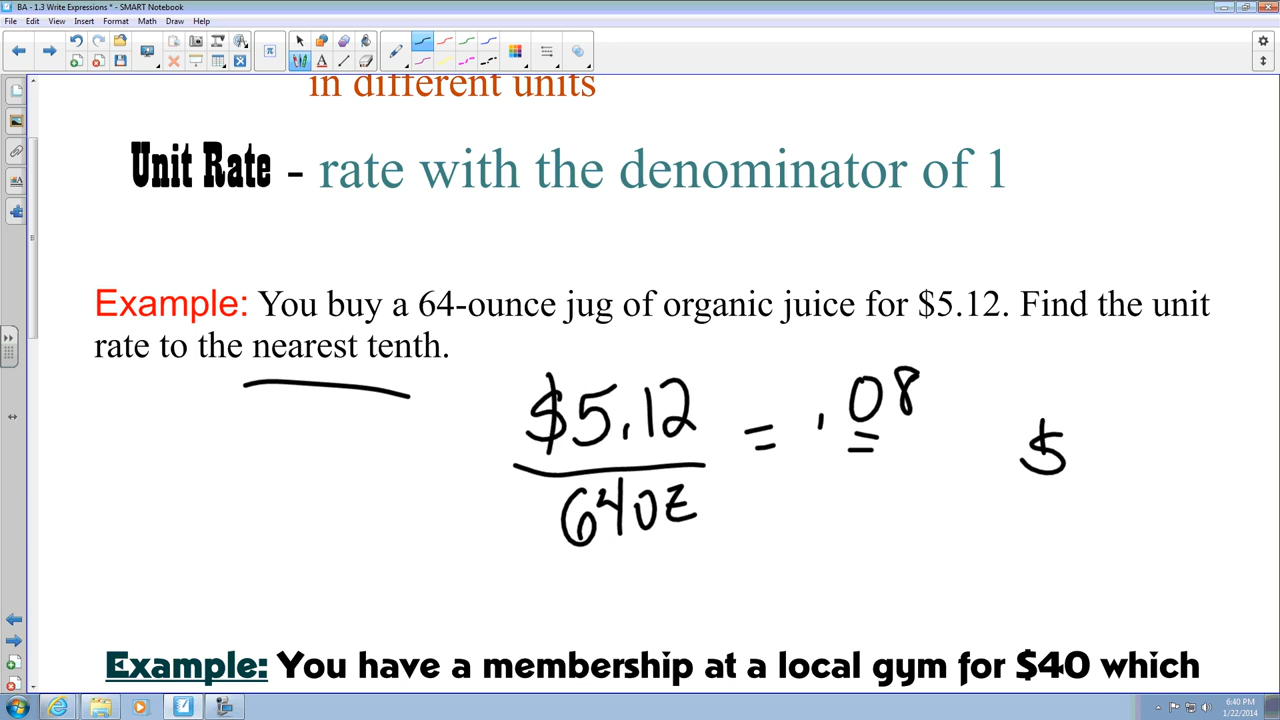 BA - 1.3 Write Expressions * - SMART Notebook
File Edit View Insert Format Math Draw Help
in different units
Unit Rate - rate with the denominator of 1
Example: You buy a 64-ounce jug of organic juice for $5.12. Find the unit
rate to the nearest tenth.
$5.12 = .08 $
64oz
Example: You have a membership at a local gym for $40 which
6:40 PM
1/22/2014